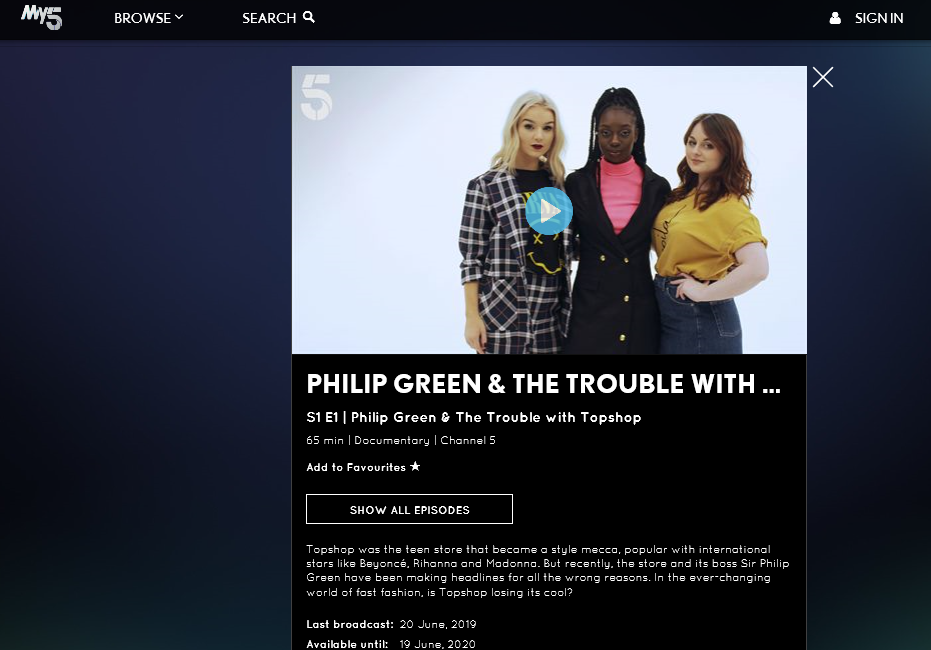 My5
BROWSE
SEARCH
SIGN IN
5
PHILIP GREEN & THE TROUBLE WITH ...
S1 E1 | Philip Green & The Trouble with Topshop
65 min | Documentary | Channel 5
Add to Favourites ★
SHOW ALL EPISODES
Topshop was the teen store that became a style mecca, popular with international
stars like Beyoncé, Rihanna and Madonna. But recently, the store and its boss Sir Philip
Green have been making headlines for all the wrong reasons. In the ever-changing
world of fast fashion, is Topshop losing its cool?
Last broadcast: 20 June, 2019
Available until: 19 June, 2020